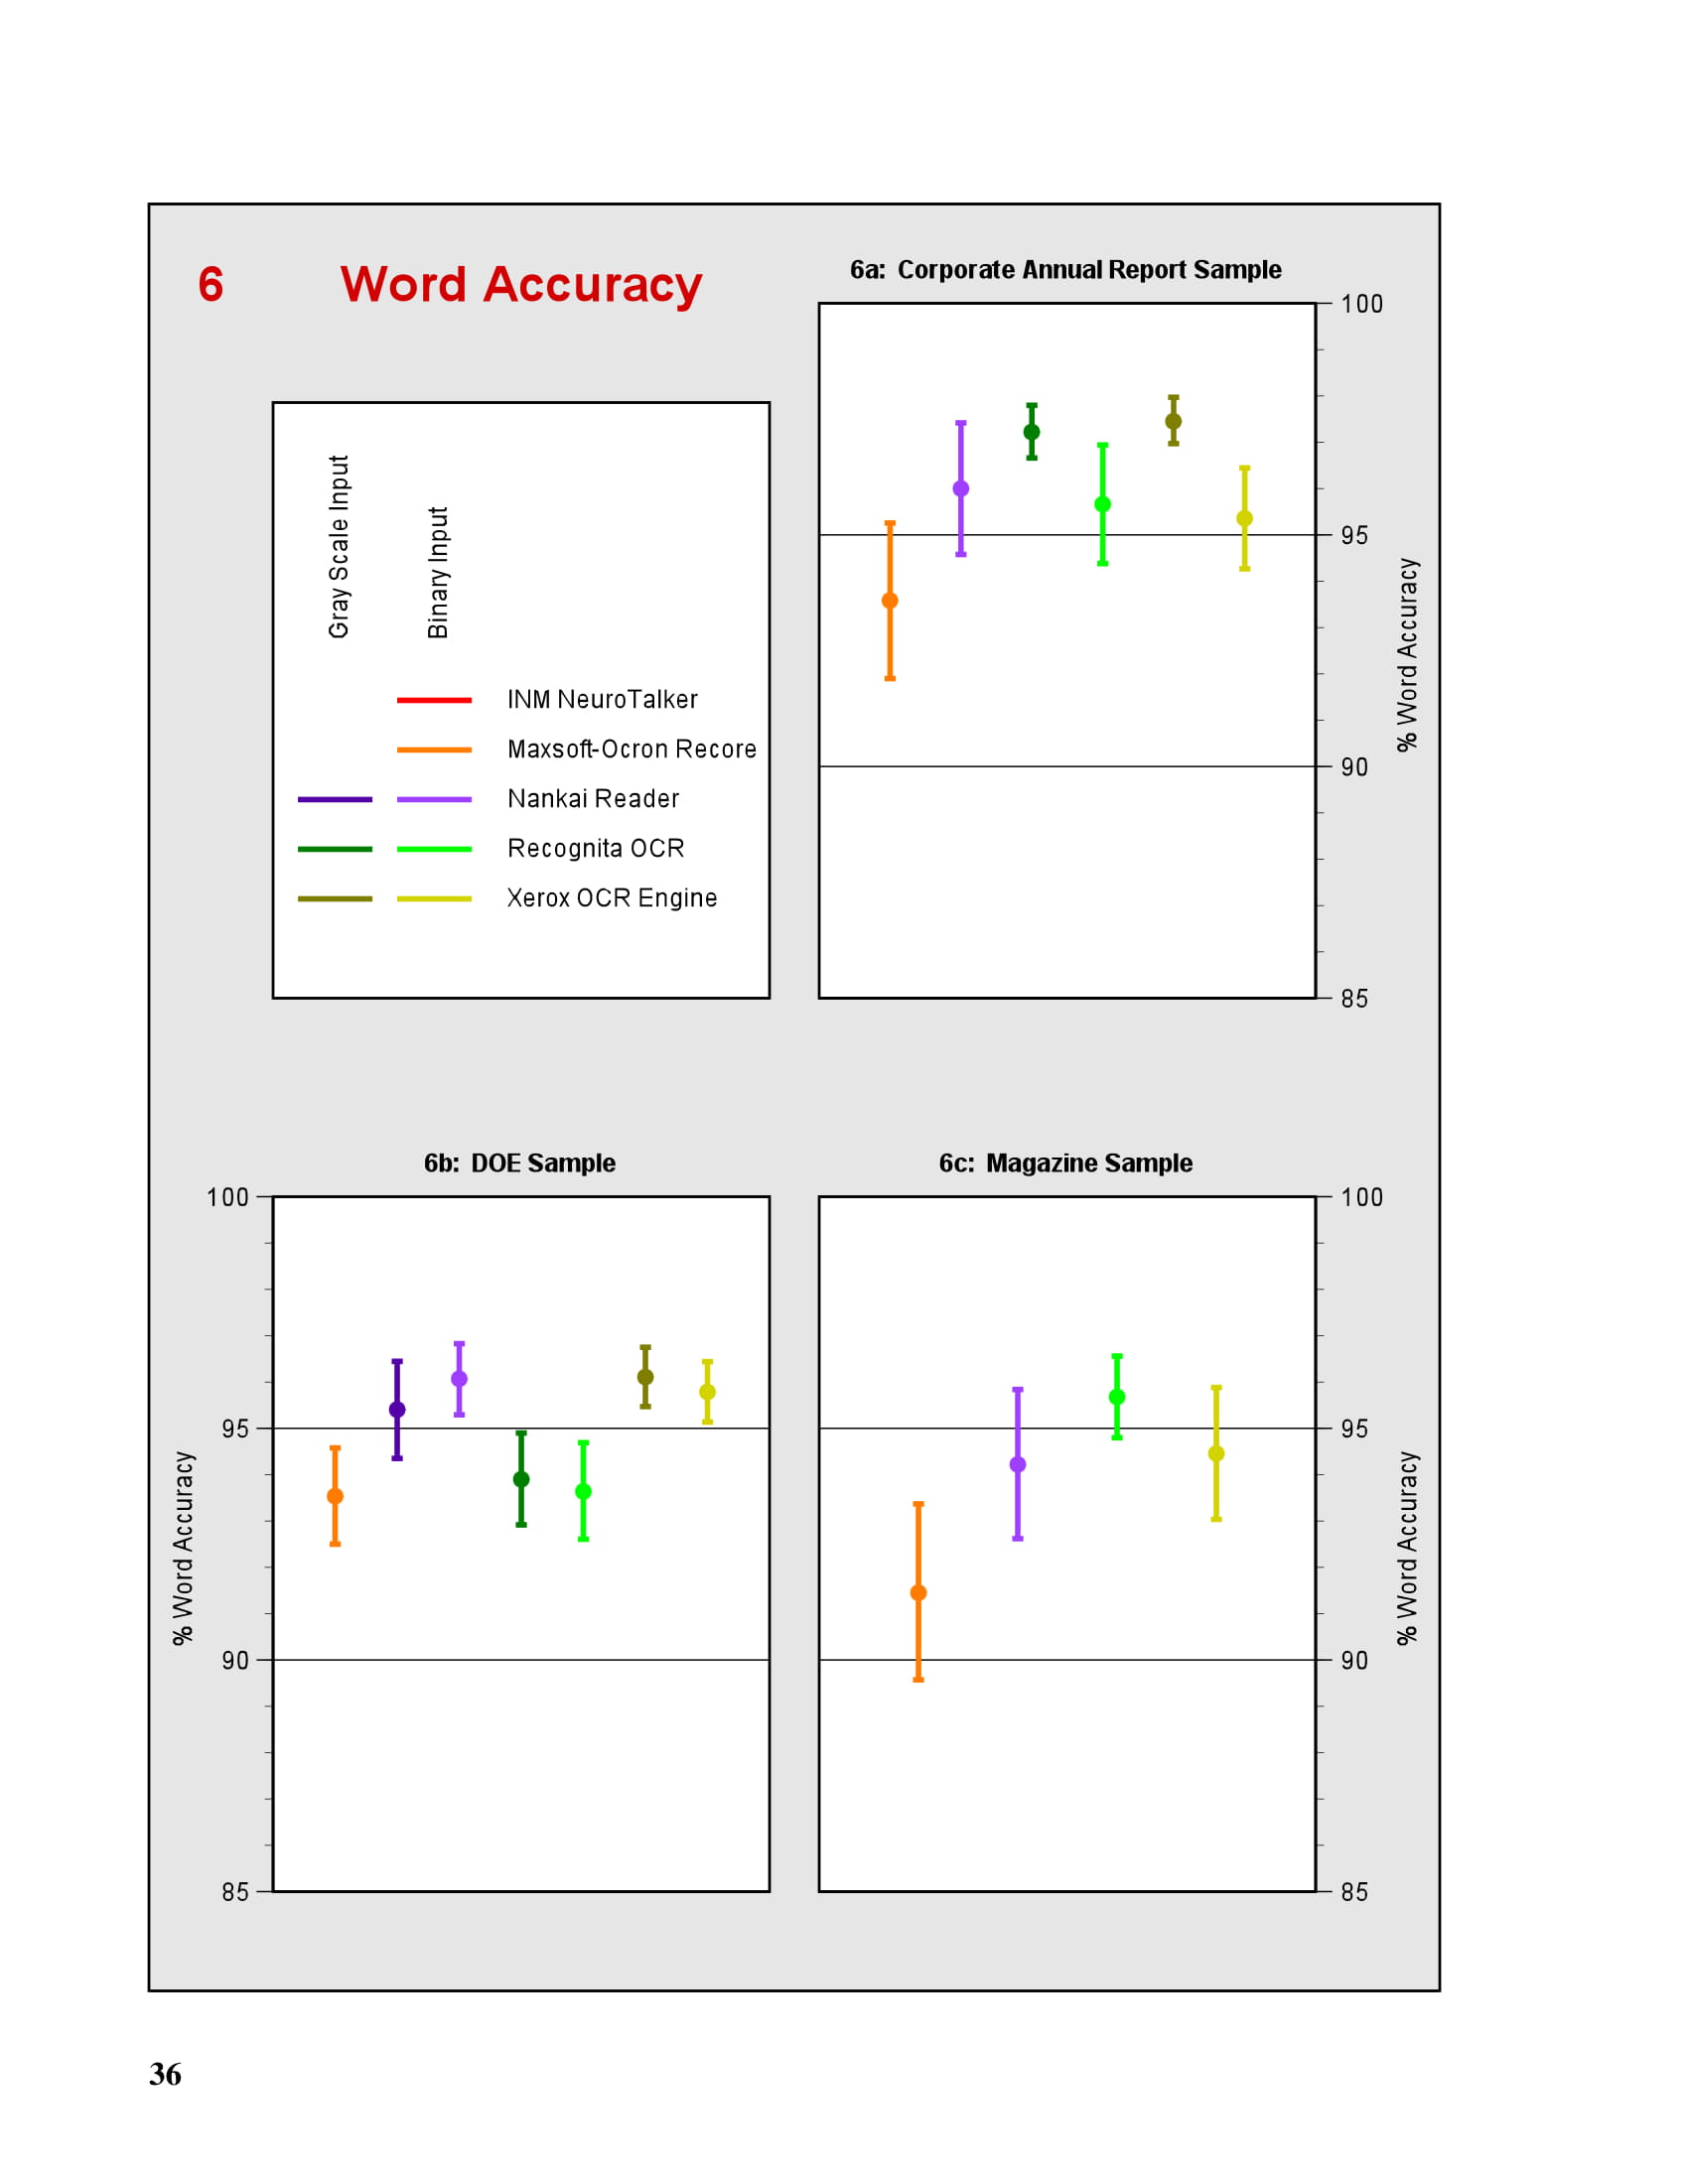 6 Word Accuracy
Gray Scale Input
Binary Input
INM NeuroTalker
Maxsoft-Ocron Recore
Nankai Reader
Recognita OCR
Xerox OCR Engine
6a: Corporate Annual Report Sample
100
95
90
85
% Word Accuracy
6b: DOE Sample
100
95
90
85
% Word Accuracy
6c: Magazine Sample
100
95
90
85
% Word Accuracy
36